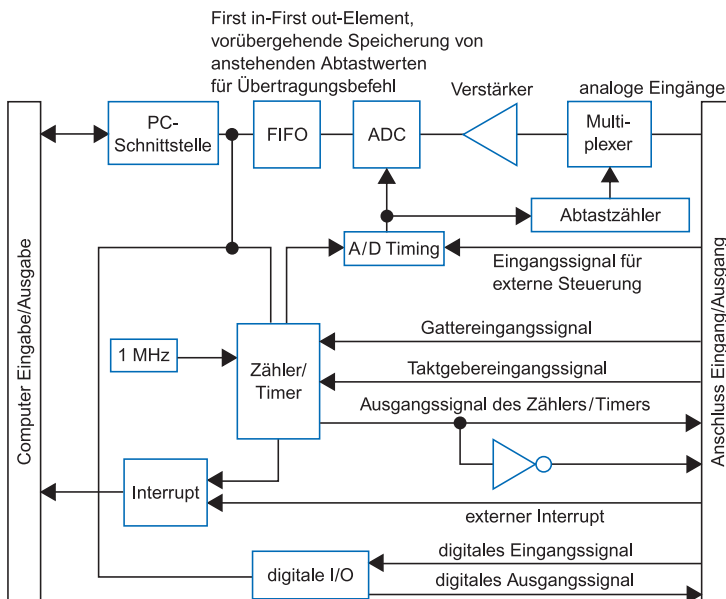 First in-First out-Element,
vorübergehende Speicherung von
anstehenden Abtastwerten
für Übertragungsbefehl
Verstärker
analoge Eingänge
PC-
Schnittstelle
FIFO
ADC
Multi-
plexer
Abtastzähler
A/D Timing
Eingangssignal für
externe Steuerung
Computer Eingabe/Ausgabe
Anschluss Eingang/Ausgang
1 MHz
Zähler/
Timer
Gattereingangssignal
Taktgebereingangssignal
Ausgangssignal des Zählers/Timers
Interrupt
externer Interrupt
digitale I/O
digitales Eingangssignal
digitales Ausgangssignal